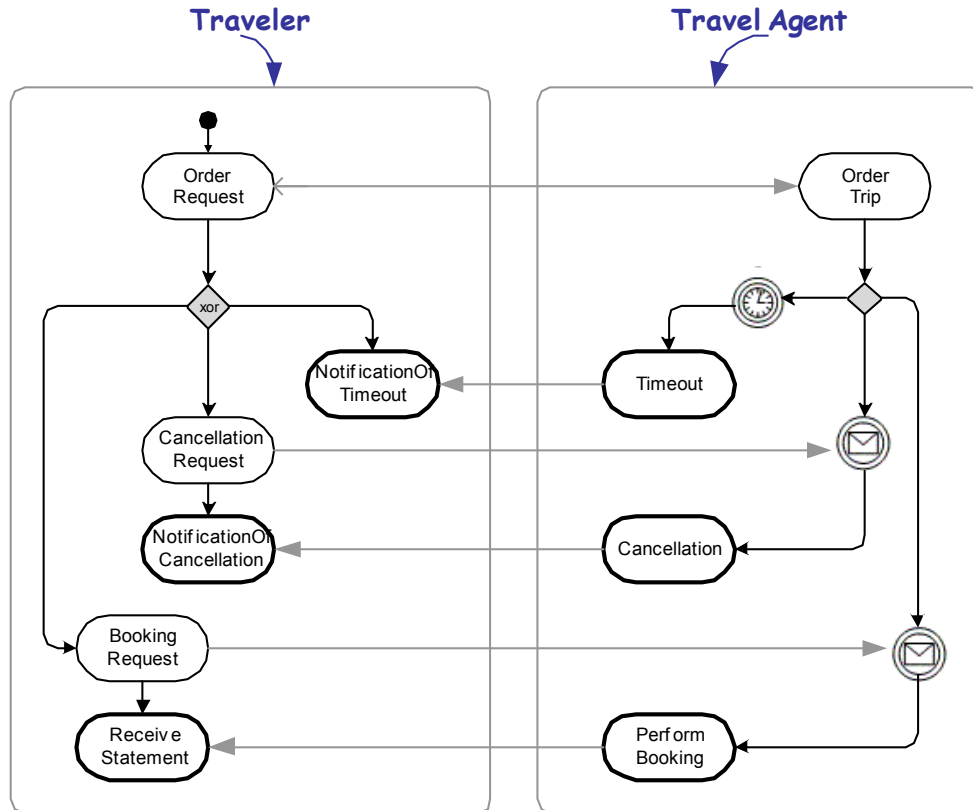 Traveler
Travel Agent
Order
Request
Order
Trip
xor
NotificationOf
Timeout
Timeout
Cancellation
Request
NotificationOf
Cancellation
Cancellation
Booking
Request
Receive
Statement
Perform
Booking